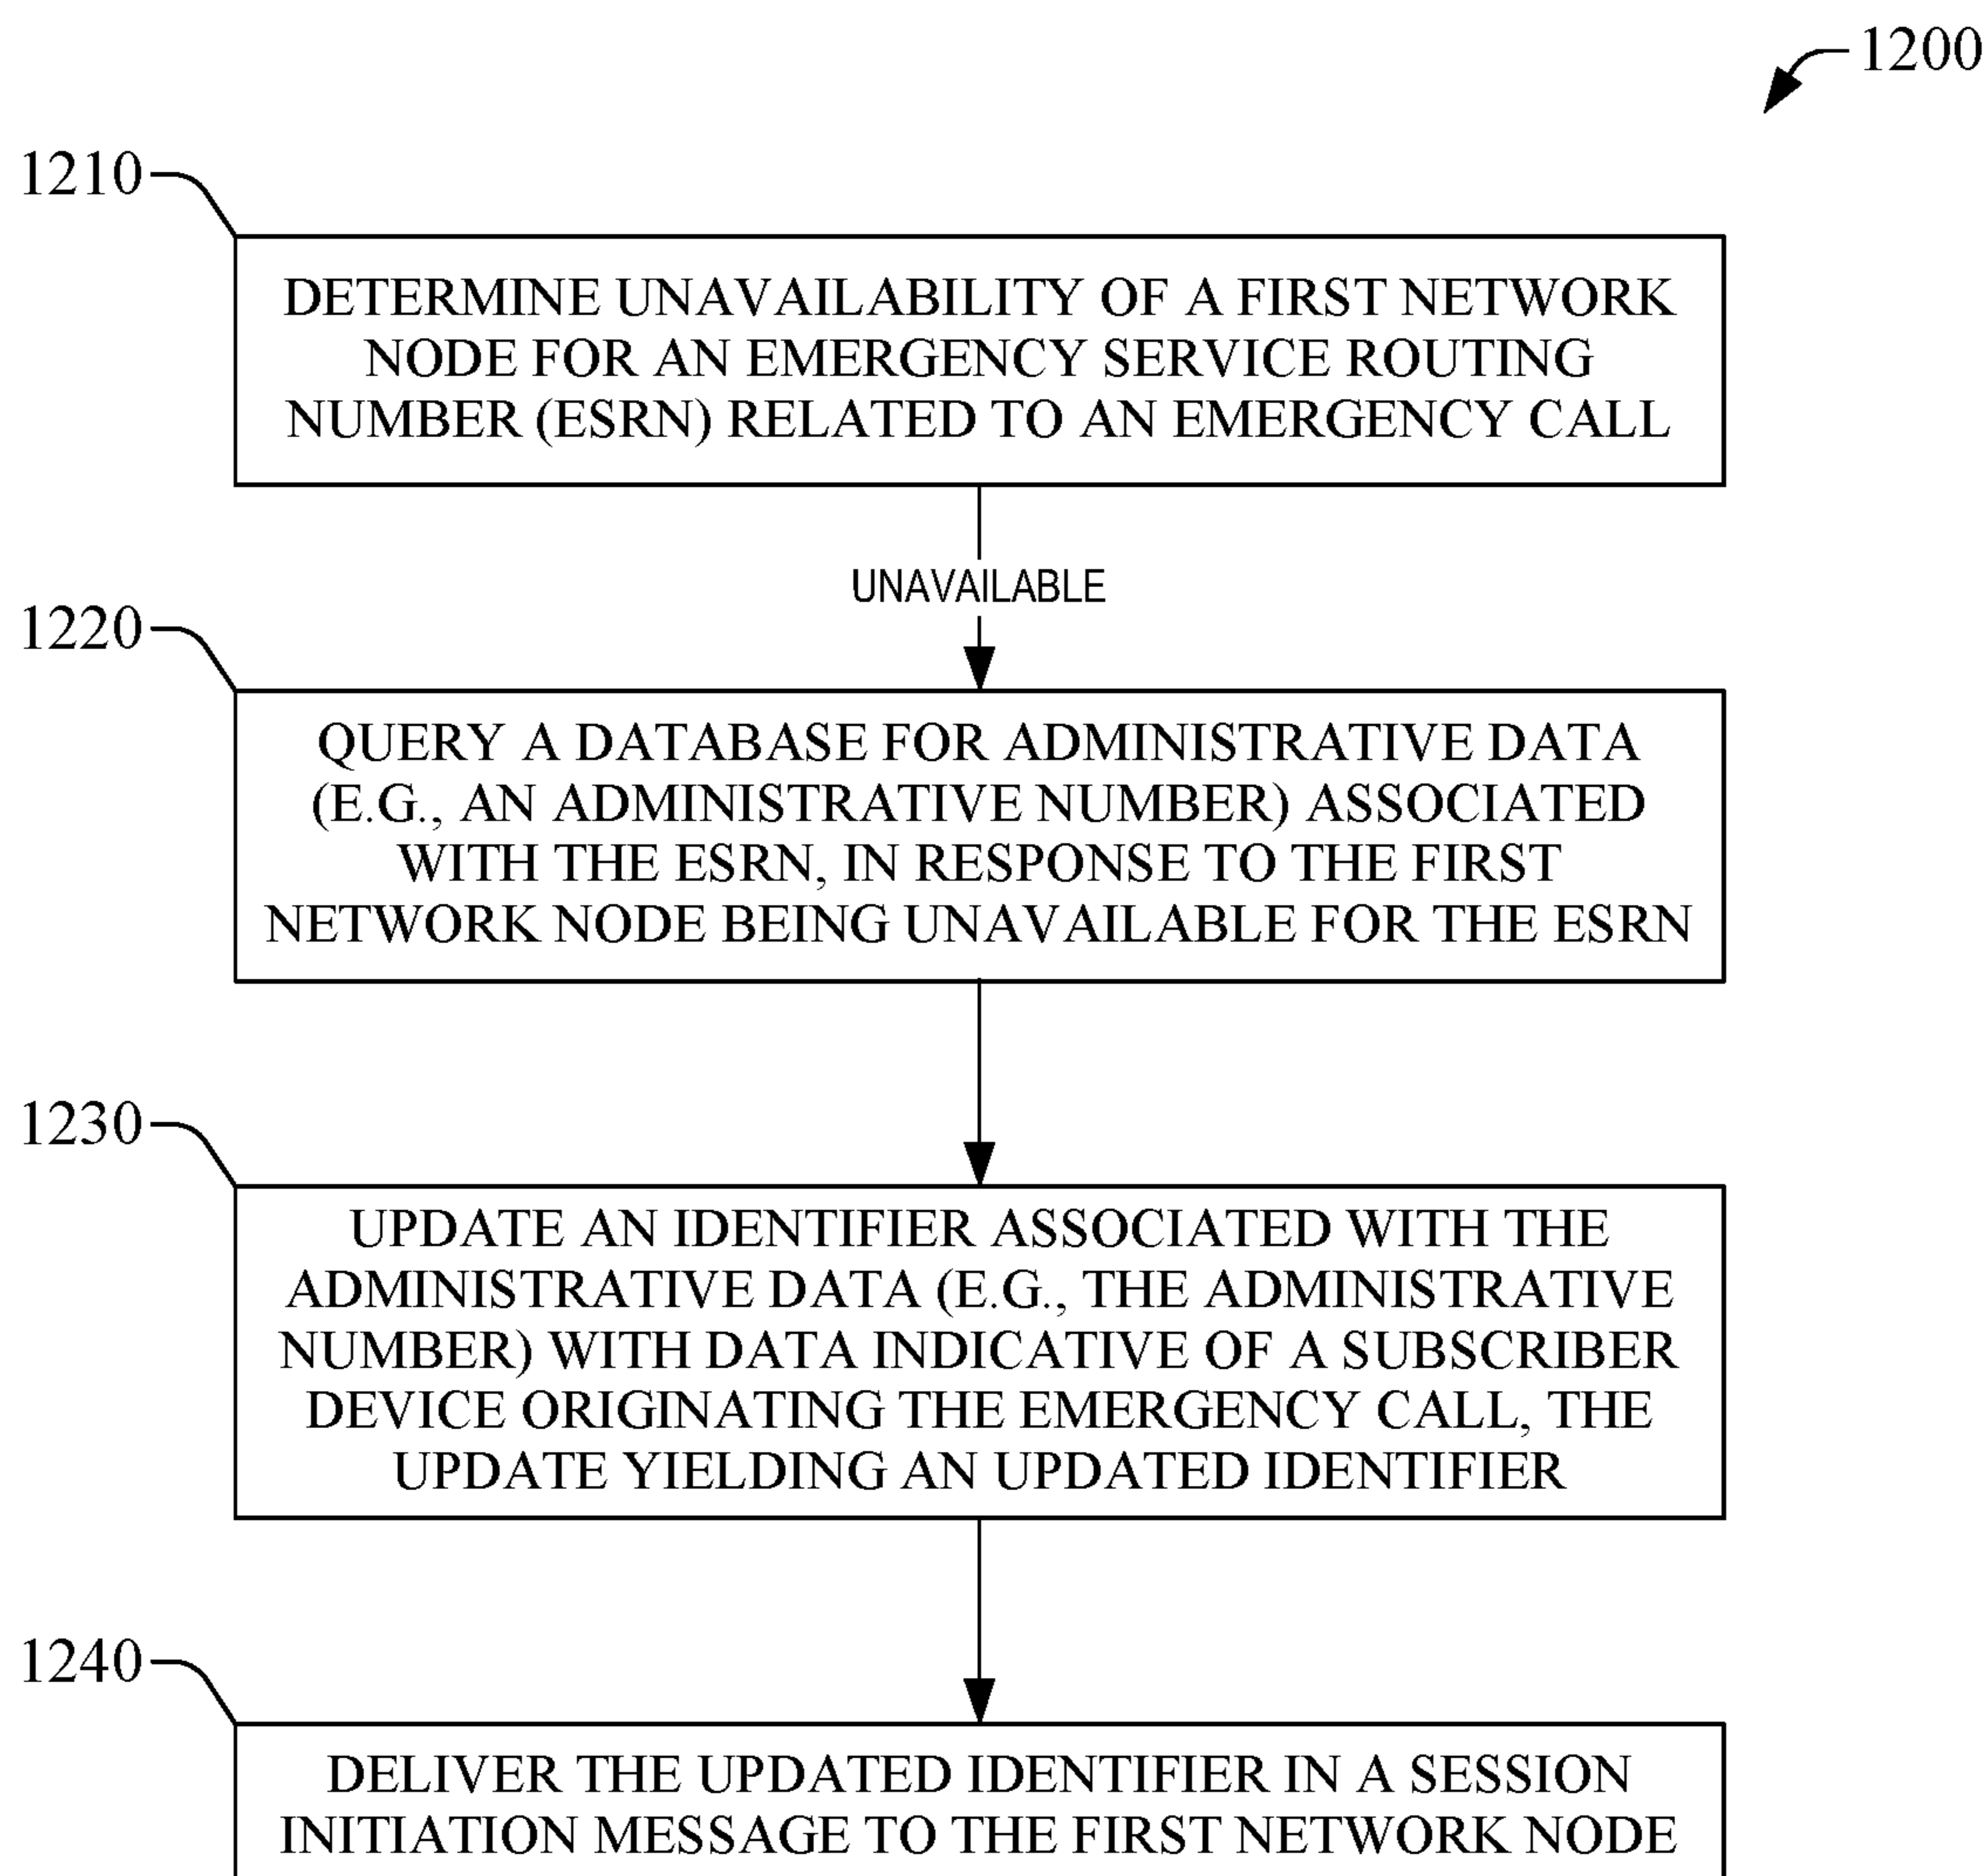 1200
1210
DETERMINE UNAVAILABILITY OF A FIRST NETWORK
NODE FOR AN EMERGENCY SERVICE ROUTING
NUMBER (ESRN) RELATED TO AN EMERGENCY CALL
UNAVAILABLE
1220
QUERY A DATABASE FOR ADMINISTRATIVE DATA
(E.G., AN ADMINISTRATIVE NUMBER) ASSOCIATED
WITH THE ESRN, IN RESPONSE TO THE FIRST
NETWORK NODE BEING UNAVAILABLE FOR THE ESRN
1230
UPDATE AN IDENTIFIER ASSOCIATED WITH THE
ADMINISTRATIVE DATA (E.G., THE ADMINISTRATIVE
NUMBER) WITH DATA INDICATIVE OF A SUBSCRIBER
DEVICE ORIGINATING THE EMERGENCY CALL, THE
UPDATE YIELDING AN UPDATED IDENTIFIER
1240
DELIVER THE UPDATED IDENTIFIER IN A SESSION
INITIATION MESSAGE TO THE FIRST NETWORK NODE